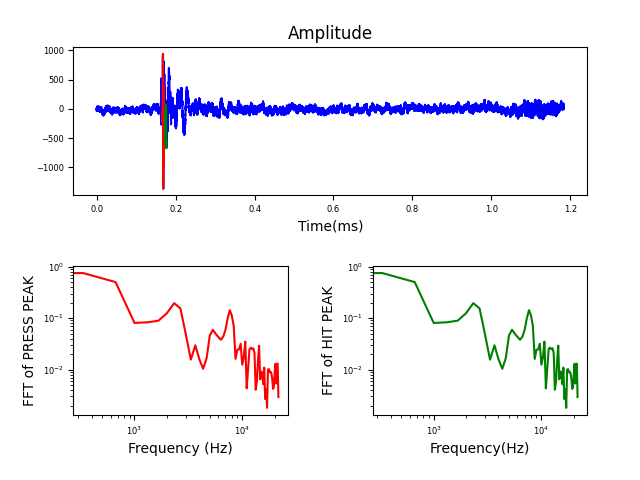 Amplitude
1000
500
0
−500
−1000
0.0 0.2 0.4 0.6 0.8 1.0 1.2
Time(ms)
FFT of PRESS PEAK
10⁰
10⁻¹
10⁻²
10³ 10⁴
Frequency (Hz)
FFT of HIT PEAK
10⁰
10⁻¹
10⁻²
10³ 10⁴
Frequency(Hz)